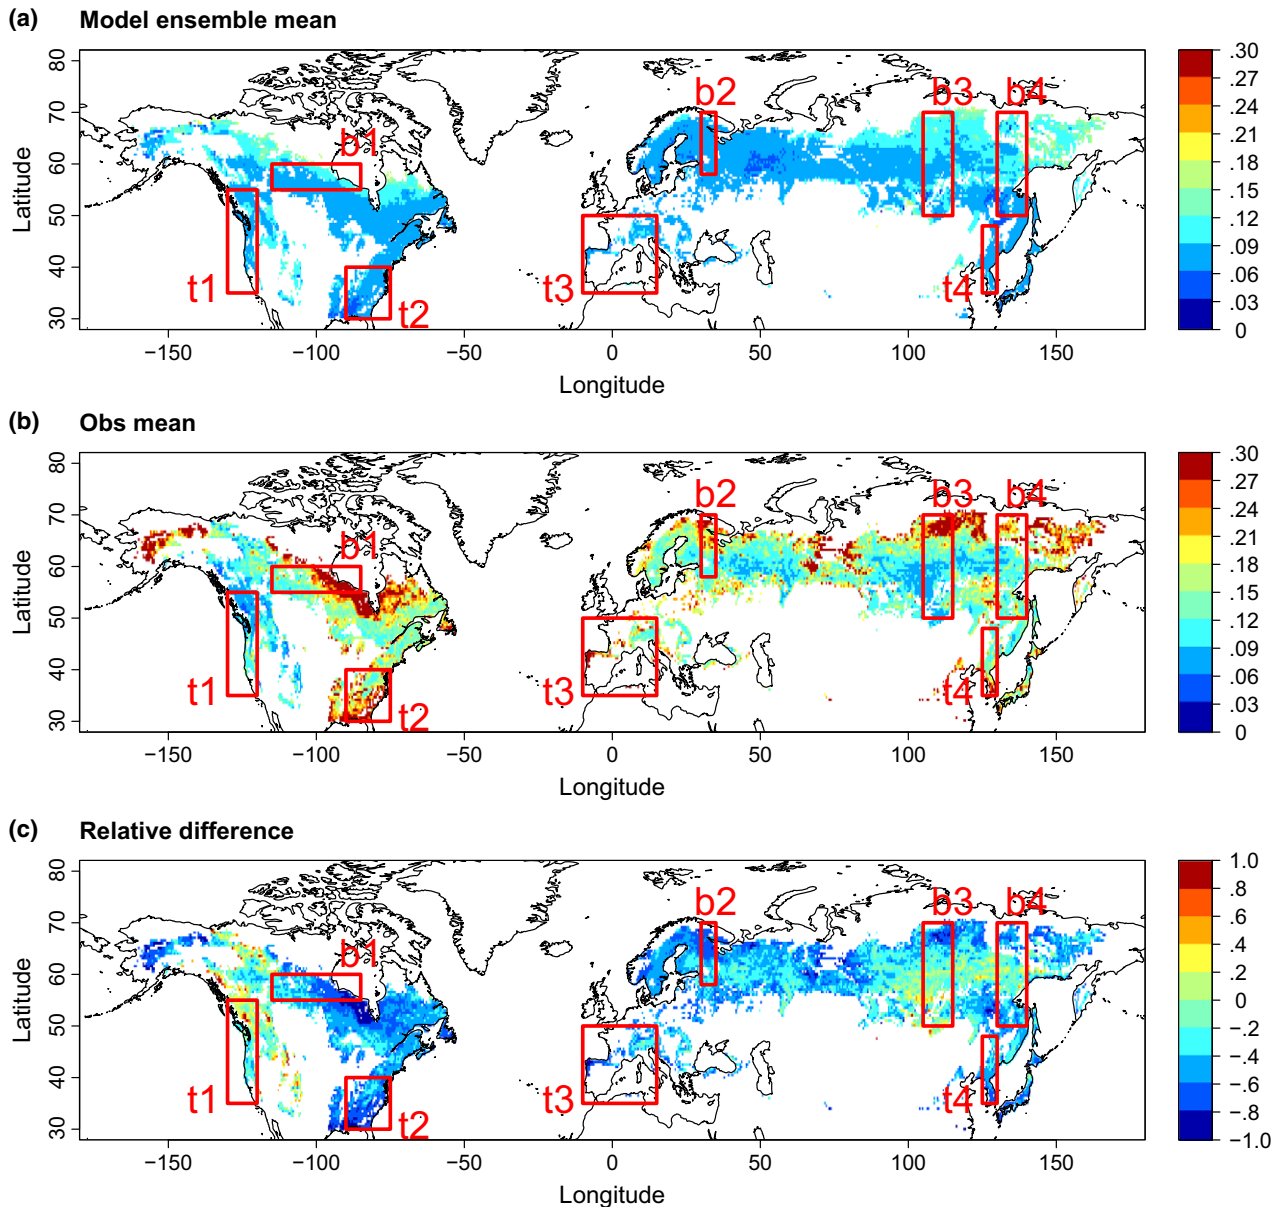 (a) Model ensemble mean
Latitude
80
70
60
50
40
30
b1
b2
b3
b4
t1
t2
t3
t4
−150 −100 −50 0 50 100 150
Longitude
.30
.27
.24
.21
.18
.15
.12
.09
.06
.03
0
(b) Obs mean
Latitude
80
70
60
50
40
30
b1
b2
b3
b4
t1
t2
t3
t4
−150 −100 −50 0 50 100 150
Longitude
.30
.27
.24
.21
.18
.15
.12
.09
.06
.03
0
(c) Relative difference
Latitude
80
70
60
50
40
30
b1
b2
b3
b4
t1
t2
t3
t4
−150 −100 −50 0 50 100 150
Longitude
1.0
.8
.6
.4
.2
0
−.2
−.4
−.6
−.8
−1.0